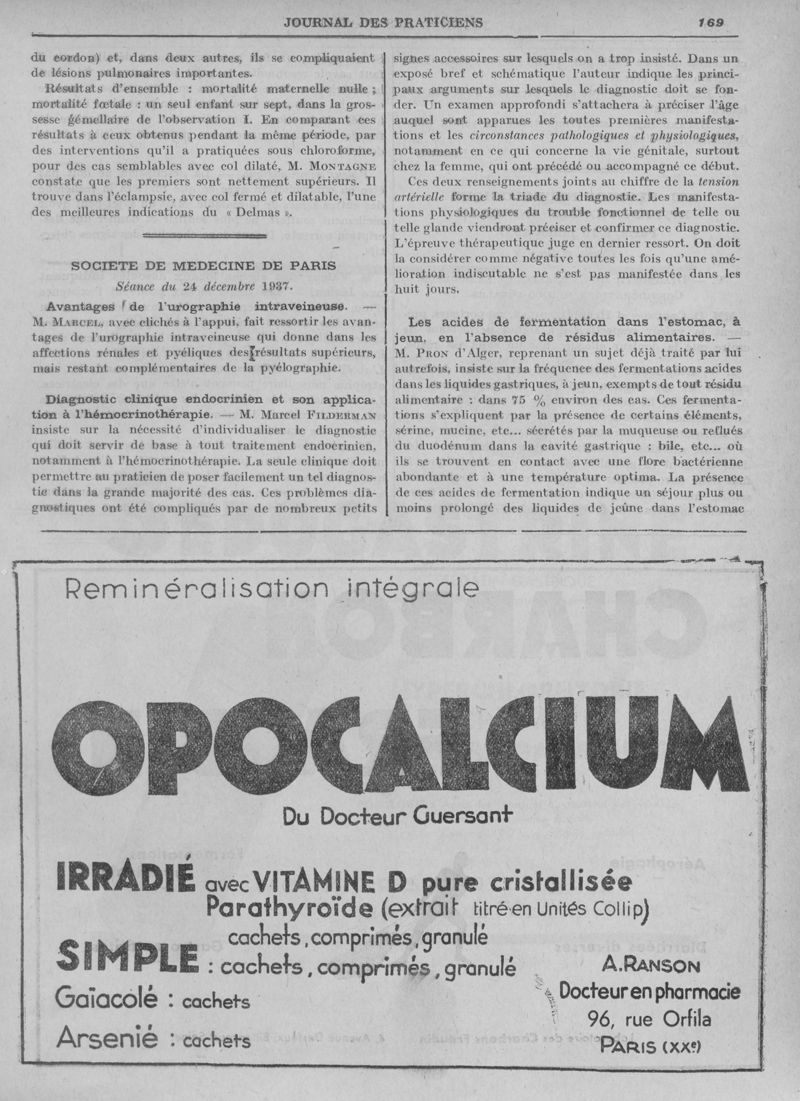 JOURNAL DES PRATICIENS 169
du cordon) et, dans deux autres, ils se compliquaient
de lésions pulmonaires importantes.
Résultats d'ensemble : mortalité maternelle nulle ;
mortalité fœtale : un seul enfant sur sept, dans la gros-
sesse gémellaire de l'observation I. En comparant ces
résultats à ceux obtenus pendant la même période, par
des interventions qu'il a pratiquées sous chloroforme,
pour des cas semblables avec col dilaté, M. MONTAGNE
constate que les premiers sont nettement supérieurs. Il
trouve dans l'éclampsie, avec col fermé et dilatable, l'une
des meilleures indications du « Delmas ».
SOCIETE DE MEDECINE DE PARIS
Séance du 24 décembre 1937.
Avantages de l'urographie intraveineuse. —
M. MARCEL, avec clichés à l'appui, fait ressortir les avan-
tages de l'urographie intraveineuse qui donne dans les
affections rénales et pyéliques des résultats supérieurs,
mais restant complémentaires de la pyélographie.
Diagnostic clinique endocrinien et son applica-
tion à l'hémocrinothérapie. — M. Marcel FILDERMAN
insiste sur la nécessité d'individualiser le diagnostic
qui doit servir de base à tout traitement endocrinien,
notamment à l'hémocrinothérapie. La seule clinique doit
permettre au praticien de poser facilement un tel diagnos-
tic dans la grande majorité des cas. Ces problèmes dia-
gnostiques ont été compliqués par de nombreux petits
signes accessoires sur lesquels on a trop insisté. Dans un
exposé bref et schématique l'auteur indique les princi-
paux arguments sur lesquels le diagnostic doit se fon-
der. Un examen approfondi s'attachera à préciser l'âge
auquel sont apparues les toutes premières manifesta-
tions et les circonstances pathologiques et physiologiques,
notamment en ce qui concerne la vie génitale, surtout
chez la femme, qui ont précédé ou accompagné ce début.
Ces deux renseignements joints au chiffre de la tension
artérielle forme la triade du diagnostic. Les manifesta-
tions physiologiques du trouble fonctionnel de telle ou
telle glande viendront préciser et confirmer ce diagnostic.
L'épreuve thérapeutique juge en dernier ressort. On doit
la considérer comme négative toutes les fois qu'une amé-
lioration indiscutable ne s'est pas manifestée dans les
huit jours.
Les acides de fermentation dans l'estomac, à
jeun, en l'absence de résidus alimentaires. —
M. PRON d'Alger, reprenant un sujet déjà traité par lui
autrefois, insiste sur la fréquence des fermentations acides
dans les liquides gastriques, à jeun, exempts de tout résidu
alimentaire : dans 75 % environ des cas. Ces fermenta-
tions s'expliquent par la présence de certains éléments,
sérine, mucine, etc... sécrétés par la muqueuse ou reflués
du duodénum dans la cavité gastrique : bile, etc... où
ils se trouvent en contact avec une flore bactérienne
abondante et à une température optima. La présence
de ces acides de fermentation indique un séjour plus ou
moins prolongé des liquides de jeûne dans l'estomac
Reminéralisation intégrale
OPOCALCIUM
Du Docteur Guersant
IRRADIÉ avec VITAMINE D pure cristallisée
Parathyroïde (extrait titré en Unités Collip)
cachets, comprimés, granulé
SIMPLE : cachets, comprimés, granulé
Gaïacolé : cachets
Arsenié : cachets
A. RANSON
Docteur en pharmacie
96, rue Orfila
PARIS (XXe)